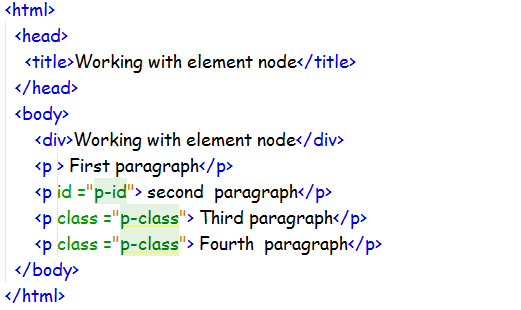 <html>
<head>
<title>Working with element node</title>
</head>
<body>
<div>Working with element node</div>
<p > First paragraph</p>
<p id ="p-id"> second  paragraph</p>
<p class ="p-class"> Third paragraph</p>
<p class ="p-class"> Fourth  paragraph</p>
</body>
</html>